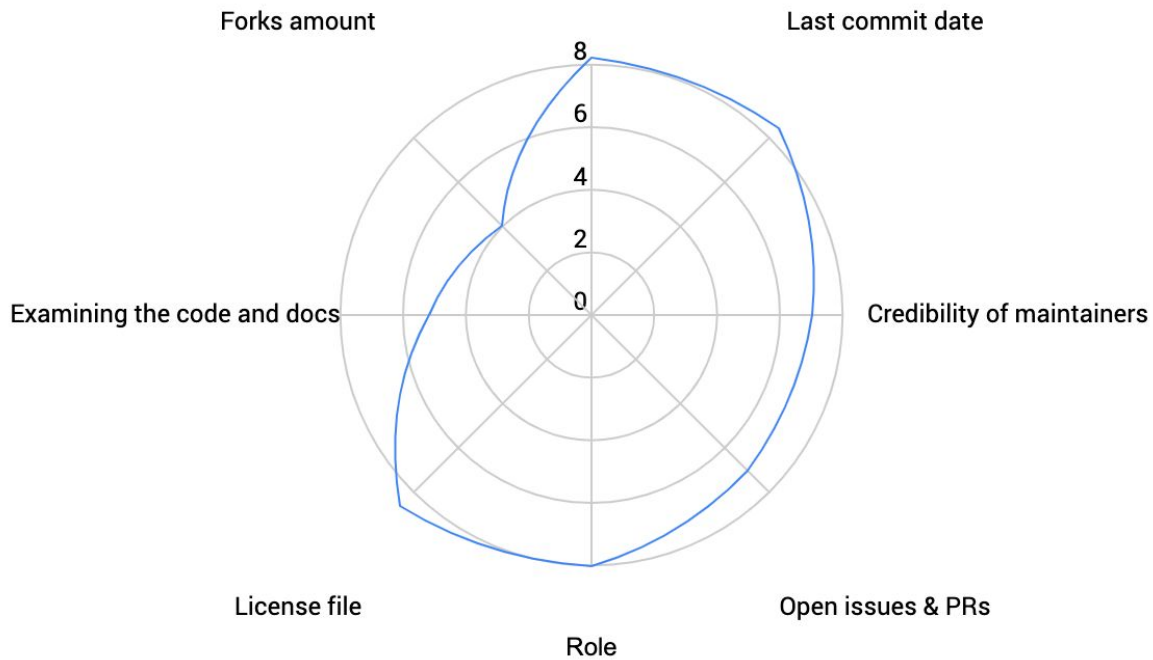 Forks amount
Last commit date
8
6
4
2
0
Examining the code and docs
Credibility of maintainers
License file
Open issues & PRs
Role